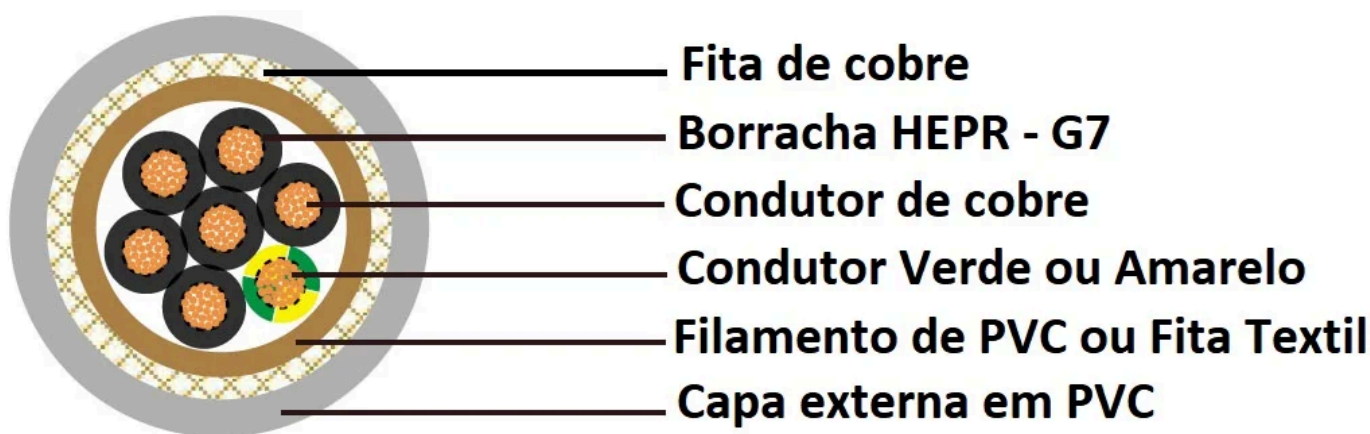 Fita de cobre
Borracha HEPR - G7
Condutor de cobre
Condutor Verde ou Amarelo
Filamento de PVC ou Fita Textil
Capa externa em PVC